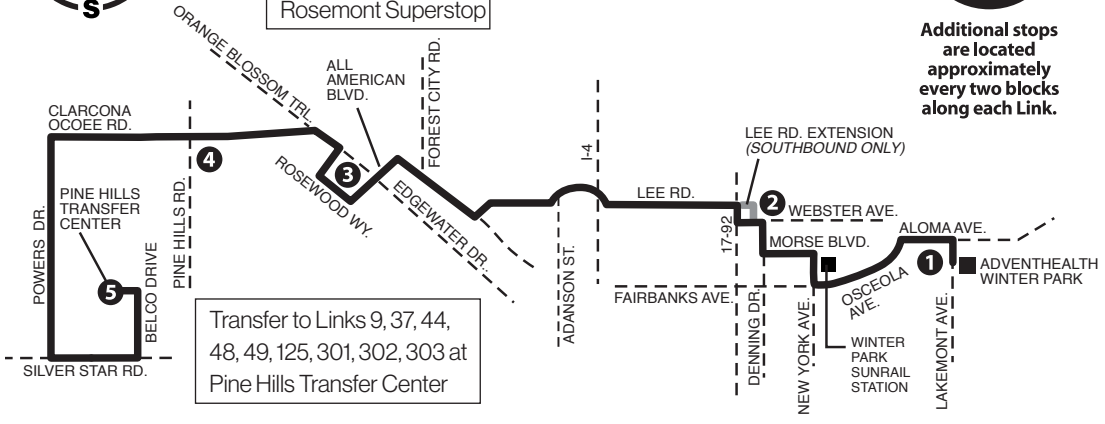 S
Rosemont Superstop
Additional stops
are located
approximately
every two blocks
along each Link.
ORANGE BLOSSOM TRL.
ALL
AMERICAN
BLVD.
FOREST CITY RD.
CLARCONA
OCOEE RD.
4
3
ROSEWOOD WY.
EDGEWATER DR.
I-4
LEE RD. EXTENSION
(SOUTHBOUND ONLY)
LEE RD.
2
WEBSTER AVE.
17-92
MORSE BLVD.
ALOMA AVE.
1
ADVENTHEALTH
WINTER PARK
OSCEOLA
AVE.
FAIRBANKS AVE.
ADANSON ST.
DENNING DR.
NEW YORK AVE.
LAKEMONT AVE.
WINTER
PARK
SUNRAIL
STATION
PINE HILLS
TRANSFER
CENTER
POWERS DR.
PINE HILLS RD.
BELCO DRIVE
5
SILVER STAR RD.
Transfer to Links 9, 37, 44,
48, 49, 125, 301, 302, 303 at
Pine Hills Transfer Center